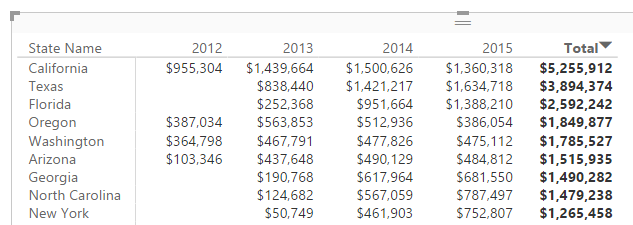 State Name 2012 2013 2014 2015 Total
California $955,304 $1,439,664 $1,500,626 $1,360,318 $5,255,912
Texas $838,440 $1,421,217 $1,634,718 $3,894,374
Florida $252,368 $951,664 $1,388,210 $2,592,242
Oregon $387,034 $563,853 $512,936 $386,054 $1,849,877
Washington $364,798 $467,791 $477,826 $475,112 $1,785,527
Arizona $103,346 $437,648 $490,129 $484,812 $1,515,935
Georgia $190,768 $617,964 $681,550 $1,490,282
North Carolina $124,682 $567,059 $787,497 $1,479,238
New York $50,749 $461,903 $752,807 $1,265,458